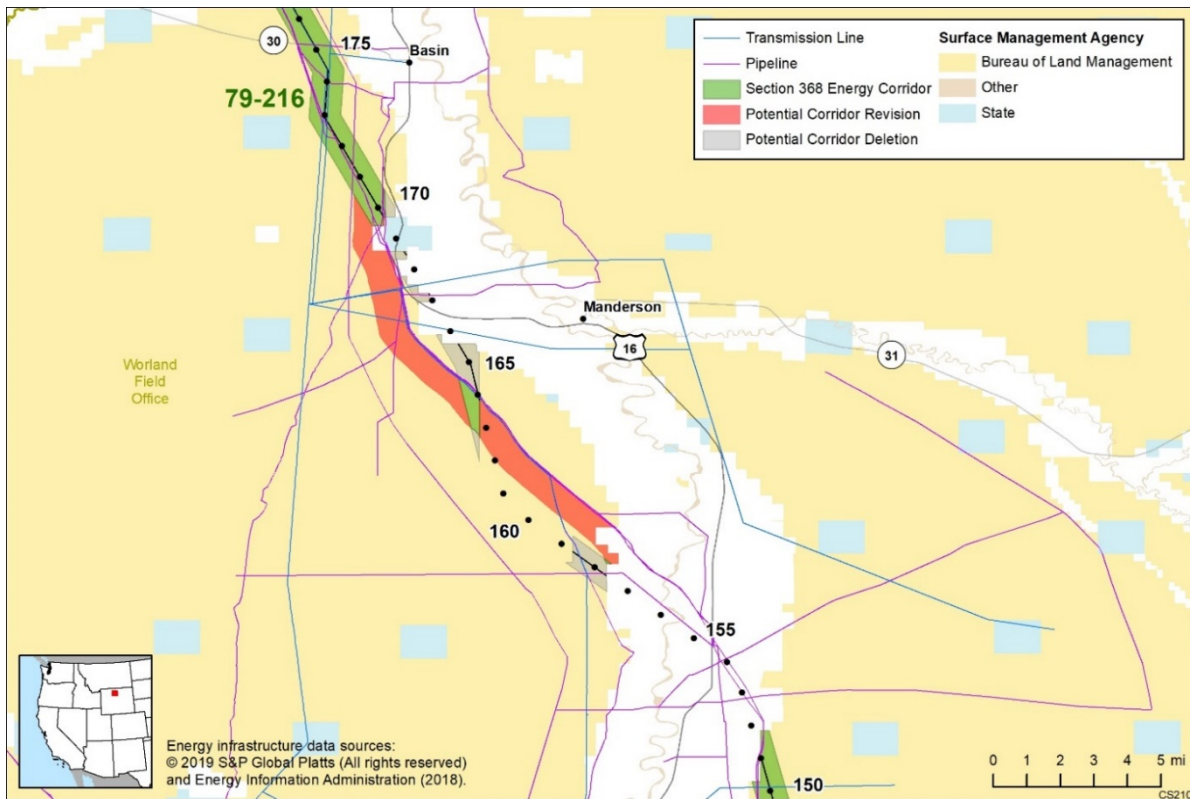 30
175
Basin
79-216
170
Manderson
16
31
165
Worland
Field
Office
160
155
150
Transmission Line
Pipeline
Section 368 Energy Corridor
Potential Corridor Revision
Potential Corridor Deletion
Surface Management Agency
Bureau of Land Management
Other
State
Energy infrastructure data sources:
© 2019 S&P Global Platts (All rights reserved)
and Energy Information Administration (2018).
0 1 2 3 4 5 mi
CS210